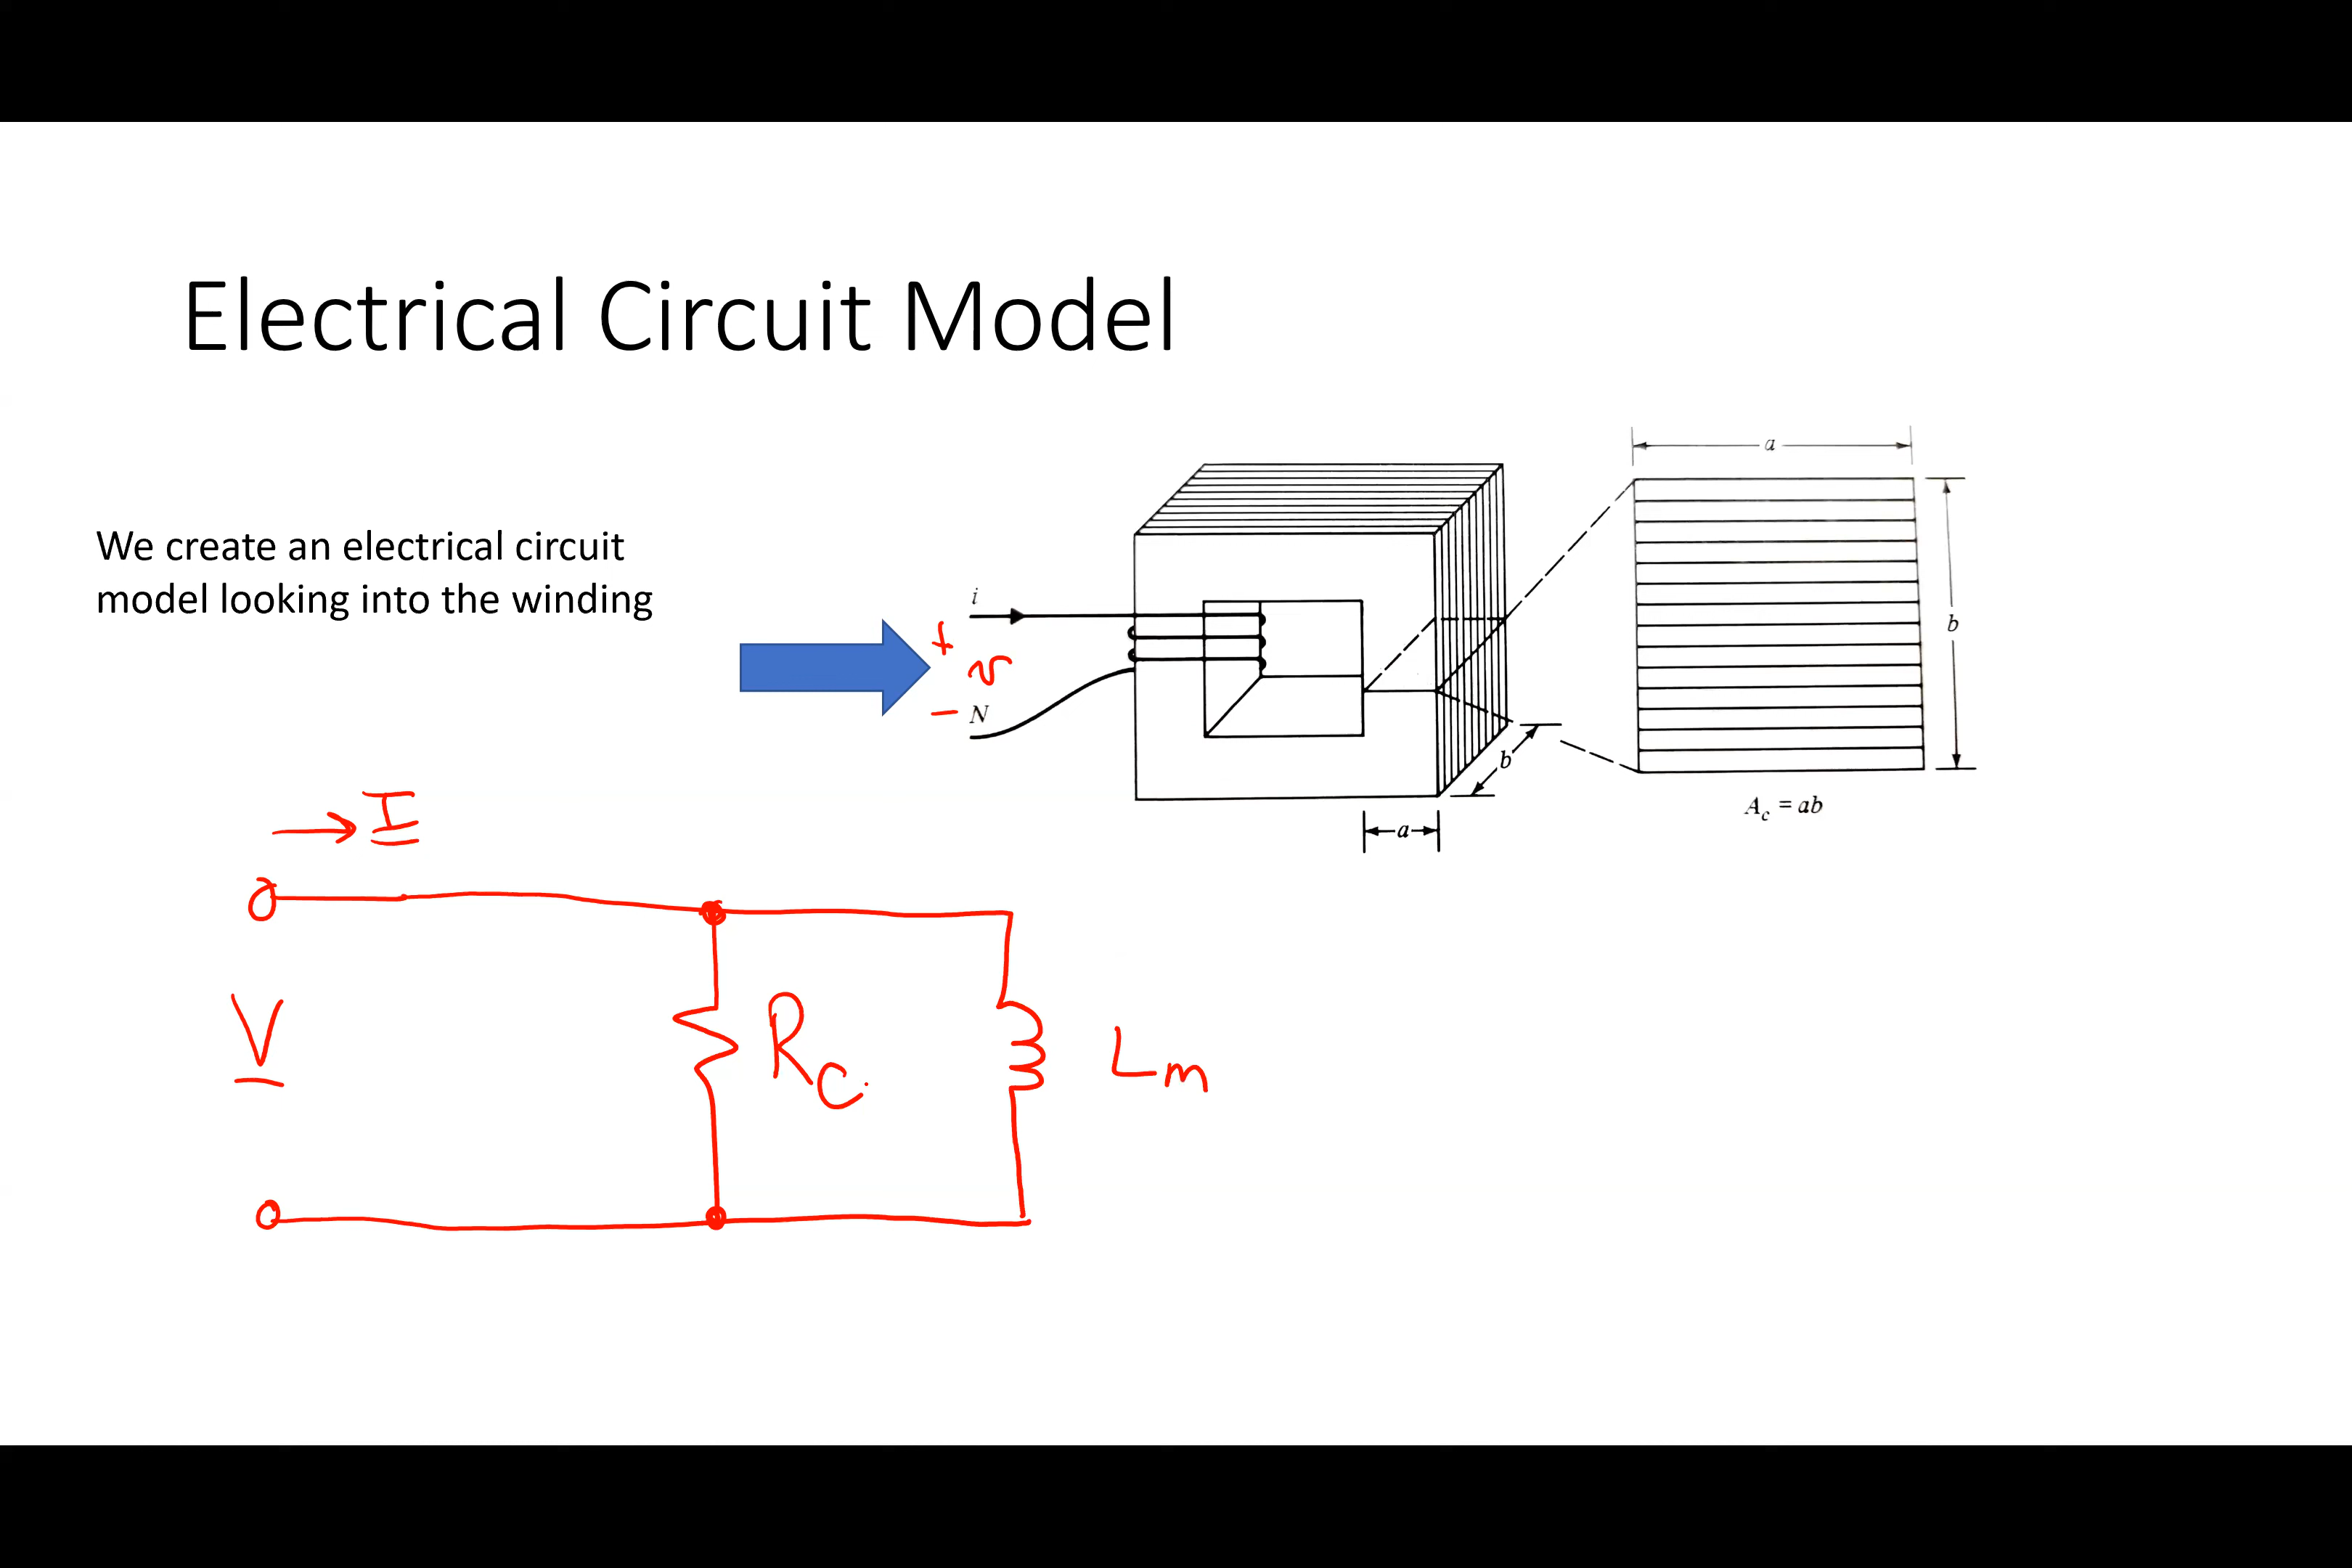 Electrical Circuit Model
We create an electrical circuit
model looking into the winding
i
+
v
- N
a
b
b
a
A_c = ab
I
V
R_c
L_m